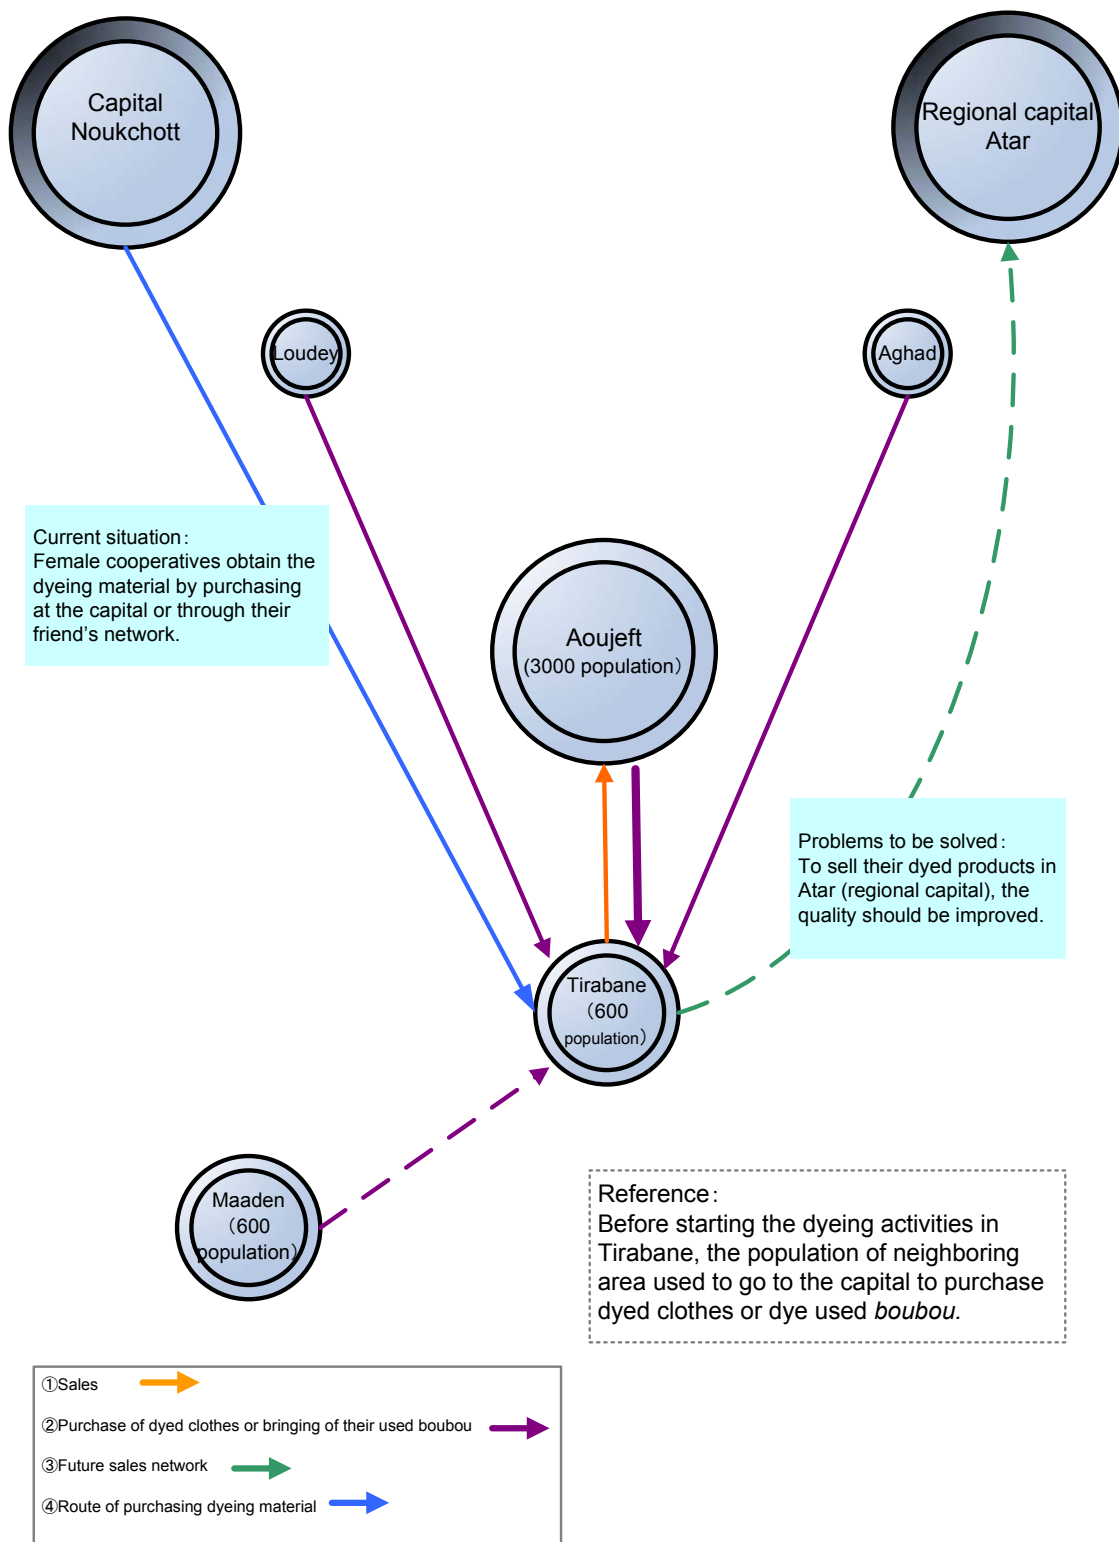 Capital
Noukchott
Regional capital
Atar
Loudey
Aghad
Current situation:
Female cooperatives obtain the
dyeing material by purchasing
at the capital or through their
friend's network.
Aoujeft
(3000 population)
Problems to be solved:
To sell their dyed products in
Atar (regional capital), the
quality should be improved.
Tirabane
(600
population)
Maaden
(600
population)
Reference:
Before starting the dyeing activities in
Tirabane, the population of neighboring
area used to go to the capital to purchase
dyed clothes or dye used boubou.
①Sales
②Purchase of dyed clothes or bringing of their used boubou
③Future sales network
④Route of purchasing dyeing material